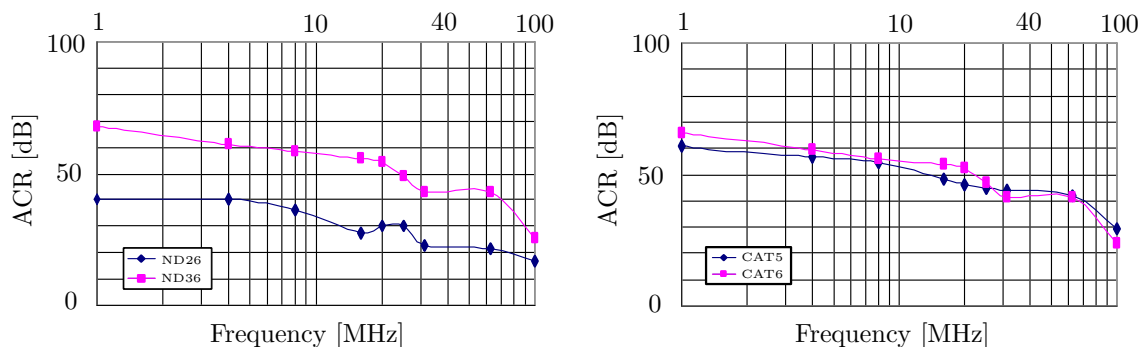 1 10 40 100
100
50
0
ACR [dB]
ND26
ND36
Frequency [MHz]
1 10 40 100
100
50
0
ACR [dB]
CAT5
CAT6
Frequency [MHz]